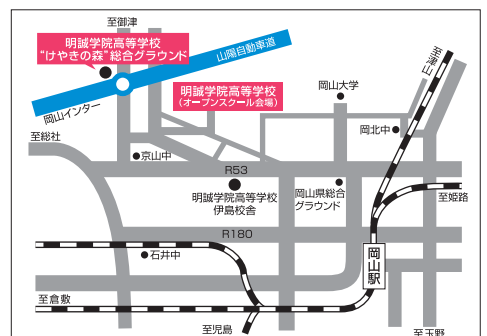 至御津
明誠学院高等学校
“けやきの森”総合グラウンド
山陽自動車道
至津山
岡山インター
明誠学院高等学校
(オープンスクール会場)
岡山大学
岡北中
至総社
京山中
R53
明誠学院高等学校
伊島校舎
岡山県総合
グラウンド
至姫路
R180
石井中
岡山駅
至倉敷
至児島
至玉野